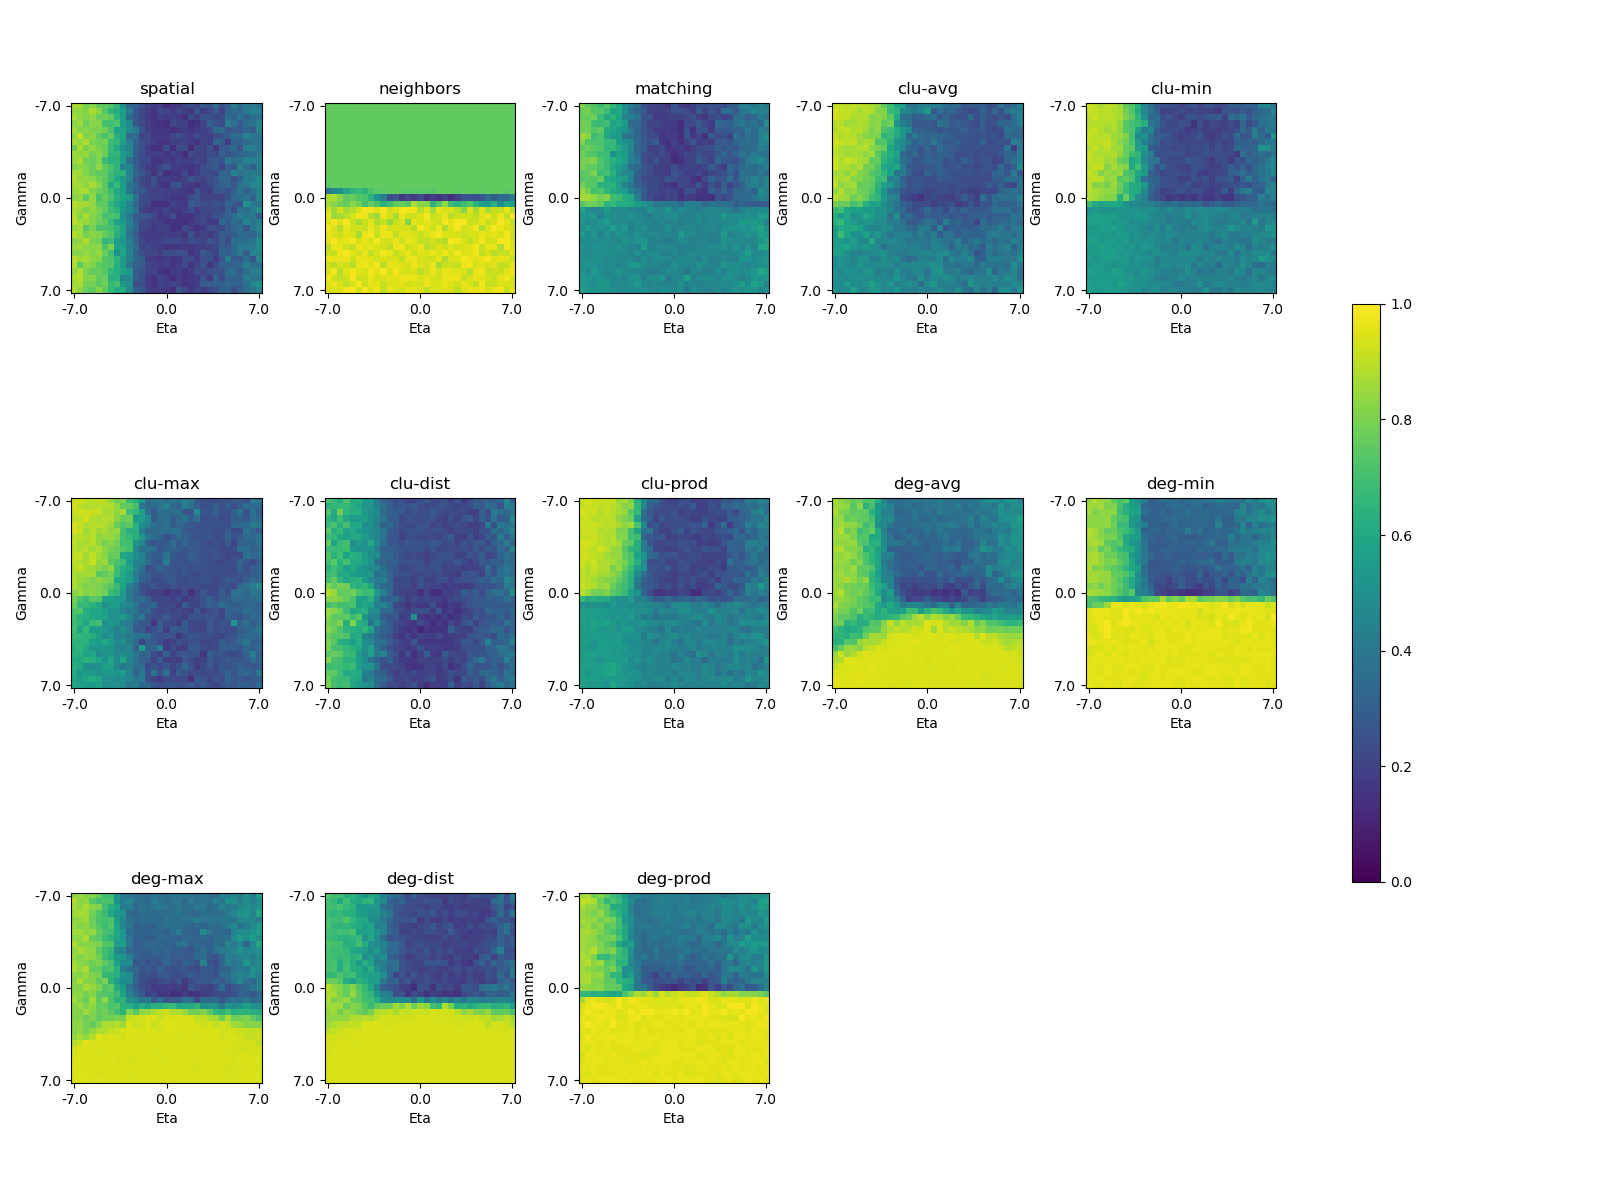 spatial
neighbors
matching
clu-avg
clu-min
-7.0
0.0
7.0
Gamma
-7.0 0.0 7.0
Eta
-7.0
0.0
7.0
Gamma
-7.0 0.0 7.0
Eta
-7.0
0.0
7.0
Gamma
-7.0 0.0 7.0
Eta
-7.0
0.0
7.0
Gamma
-7.0 0.0 7.0
Eta
-7.0
0.0
7.0
Gamma
-7.0 0.0 7.0
Eta
clu-max
clu-dist
clu-prod
deg-avg
deg-min
-7.0
0.0
7.0
Gamma
-7.0 0.0 7.0
Eta
-7.0
0.0
7.0
Gamma
-7.0 0.0 7.0
Eta
-7.0
0.0
7.0
Gamma
-7.0 0.0 7.0
Eta
-7.0
0.0
7.0
Gamma
-7.0 0.0 7.0
Eta
-7.0
0.0
7.0
Gamma
-7.0 0.0 7.0
Eta
deg-max
deg-dist
deg-prod
-7.0
0.0
7.0
Gamma
-7.0 0.0 7.0
Eta
-7.0
0.0
7.0
Gamma
-7.0 0.0 7.0
Eta
-7.0
0.0
7.0
Gamma
-7.0 0.0 7.0
Eta
1.0
0.8
0.6
0.4
0.2
0.0